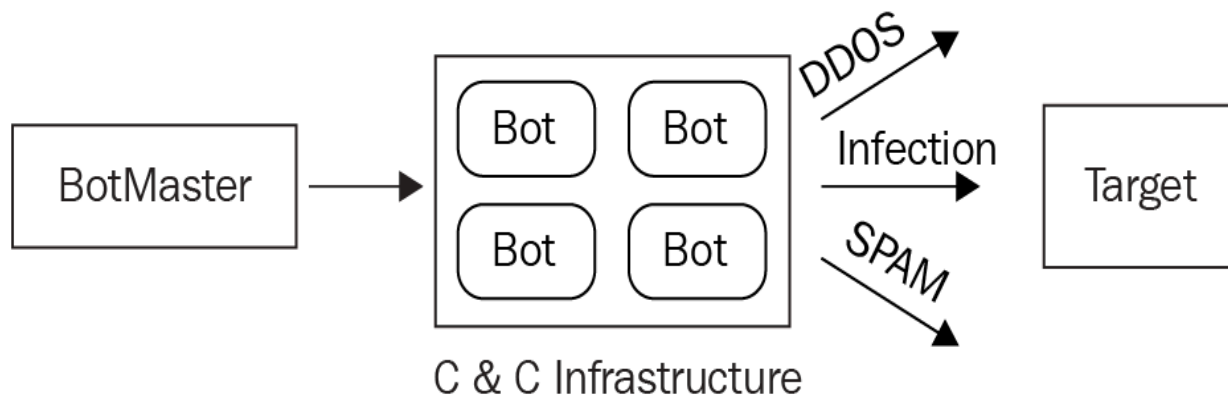 BotMaster
Bot
Bot
Bot
Bot
C & C Infrastructure
DDOS
Infection
SPAM
Target